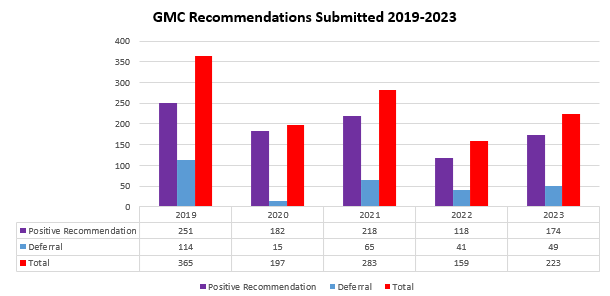 GMC Recommendations Submitted 2019-2023
400
350
300
250
200
150
100
50
0
2019 2020 2021 2022 2023
Positive Recommendation 251 182 218 118 174
Deferral 114 15 65 41 49
Total 365 197 283 159 223
Positive Recommendation Deferral Total